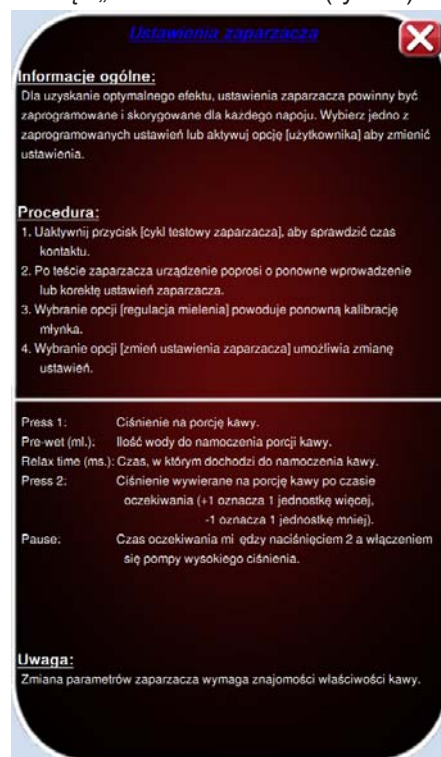 Ustawienia zaparzacza
Informacje ogólne:
Dla uzyskanie optymalnego efektu, ustawienia zaparzacza powinny być
zaprogramowane i skorygowane dla każdego napoju. Wybierz jedno z
zaprogramowanych ustawień lub aktywuj opcję [użytkownika] aby zmienić
ustawienia.
Procedura:
1. Uaktywnij przycisk [cykl testowy zaparzacza], aby sprawdzić czas
kontaktu.
2. Po teście zaparzacza urządzenie poprosi o ponowne wprowadzenie
lub korektę ustawień zaparzacza.
3. Wybranie opcji [regulacja mielenia] powoduje ponowną kalibrację
młynka.
4. Wybranie opcji [zmień ustawienia zaparzacza] umożliwia zmianę
ustawień.
Press 1: Ciśnienie na porcję kawy.
Pre-wet (ml.): Ilość wody do namoczenia porcji kawy.
Relax time (ms.): Czas, w którym dochodzi do namoczenia kawy.
Press 2: Ciśnienie wywierane na porcję kawy po czasie
oczekiwania (+1 oznacza 1 jednostkę więcej,
-1 oznacza 1 jednostkę mniej).
Pause: Czas oczekiwania mi ędzy naciśnięciem 2 a włączeniem
się pompy wysokiego ciśnienia.
Uwaga:
Zmiana parametrów zaparzacza wymaga znajomości właściwości kawy.